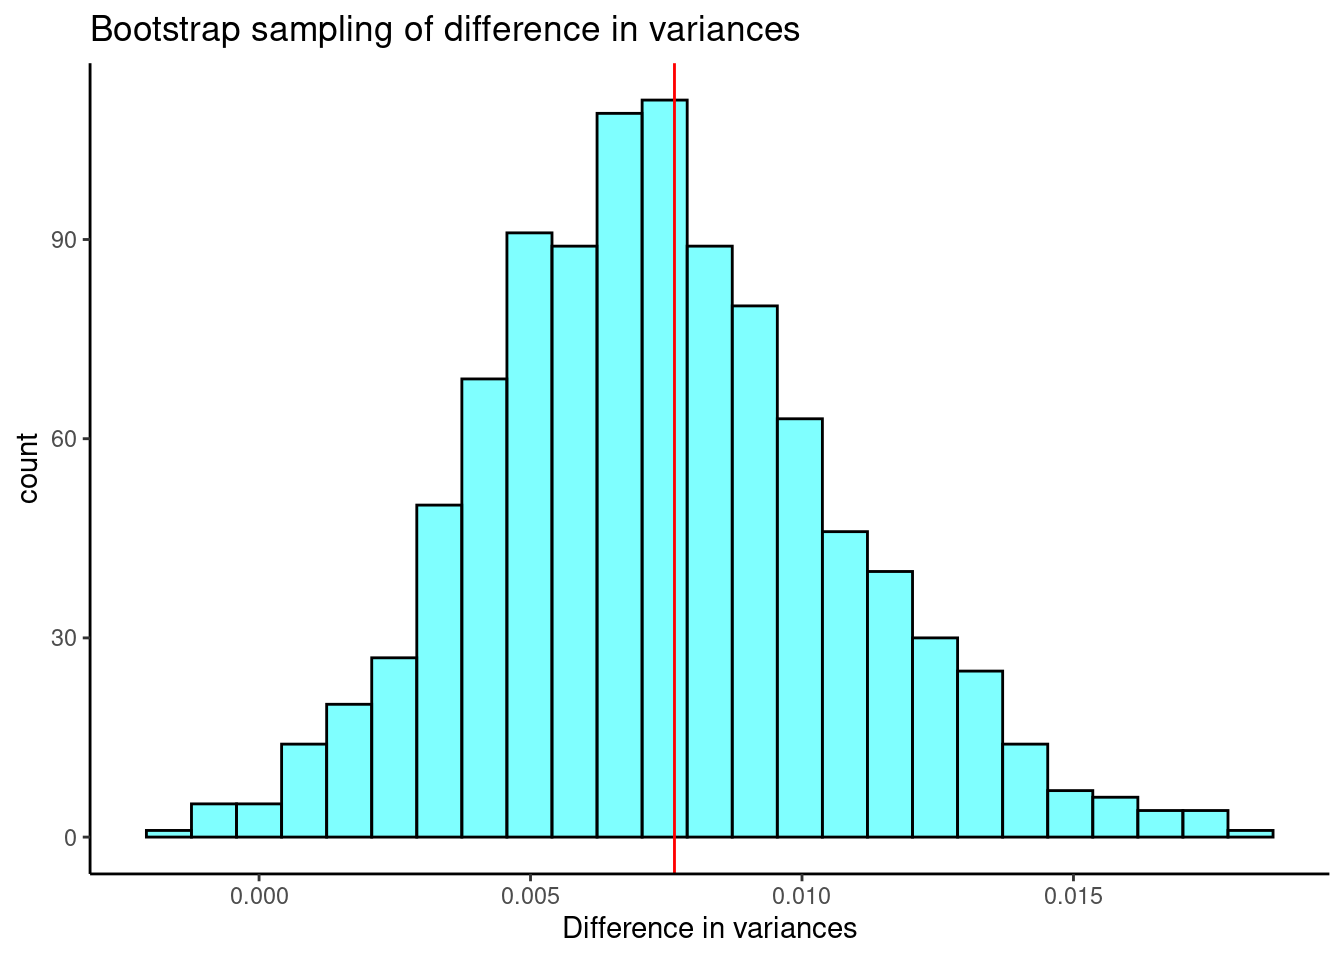 Bootstrap sampling of difference in variances
count
90
60
30
0
0.000 0.005 0.010 0.015
Difference in variances